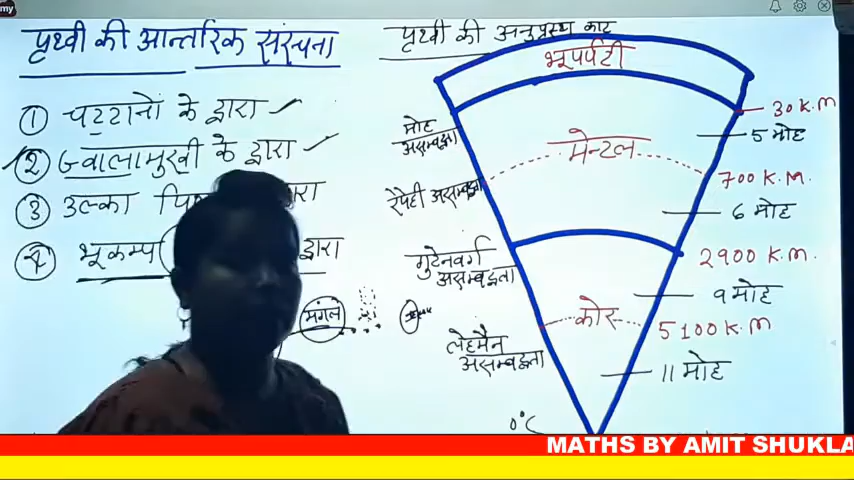 my
पृथ्वी की आन्तरिक संरचना
① चट्टानों के द्वारा
② ज्वालामुखी के द्वारा
③ उल्का
④ भूकम्प द्वारा
मंगल
पृथ्वी की अनुप्रस्थ काट
भूपर्पटी
30 K.M
मोह असम्बद्धता
5 मोह
मेन्टल
700 K.M.
रेपेटी असम्बद्धता
6 मोह
गुटेनवर्ग
असम्बद्धता
2900 K.M.
9 मोह
कोर
5100 K.M
लेहमैन
असम्बद्धता
11 मोह
0°C
MATHS BY AMIT SHUKLA